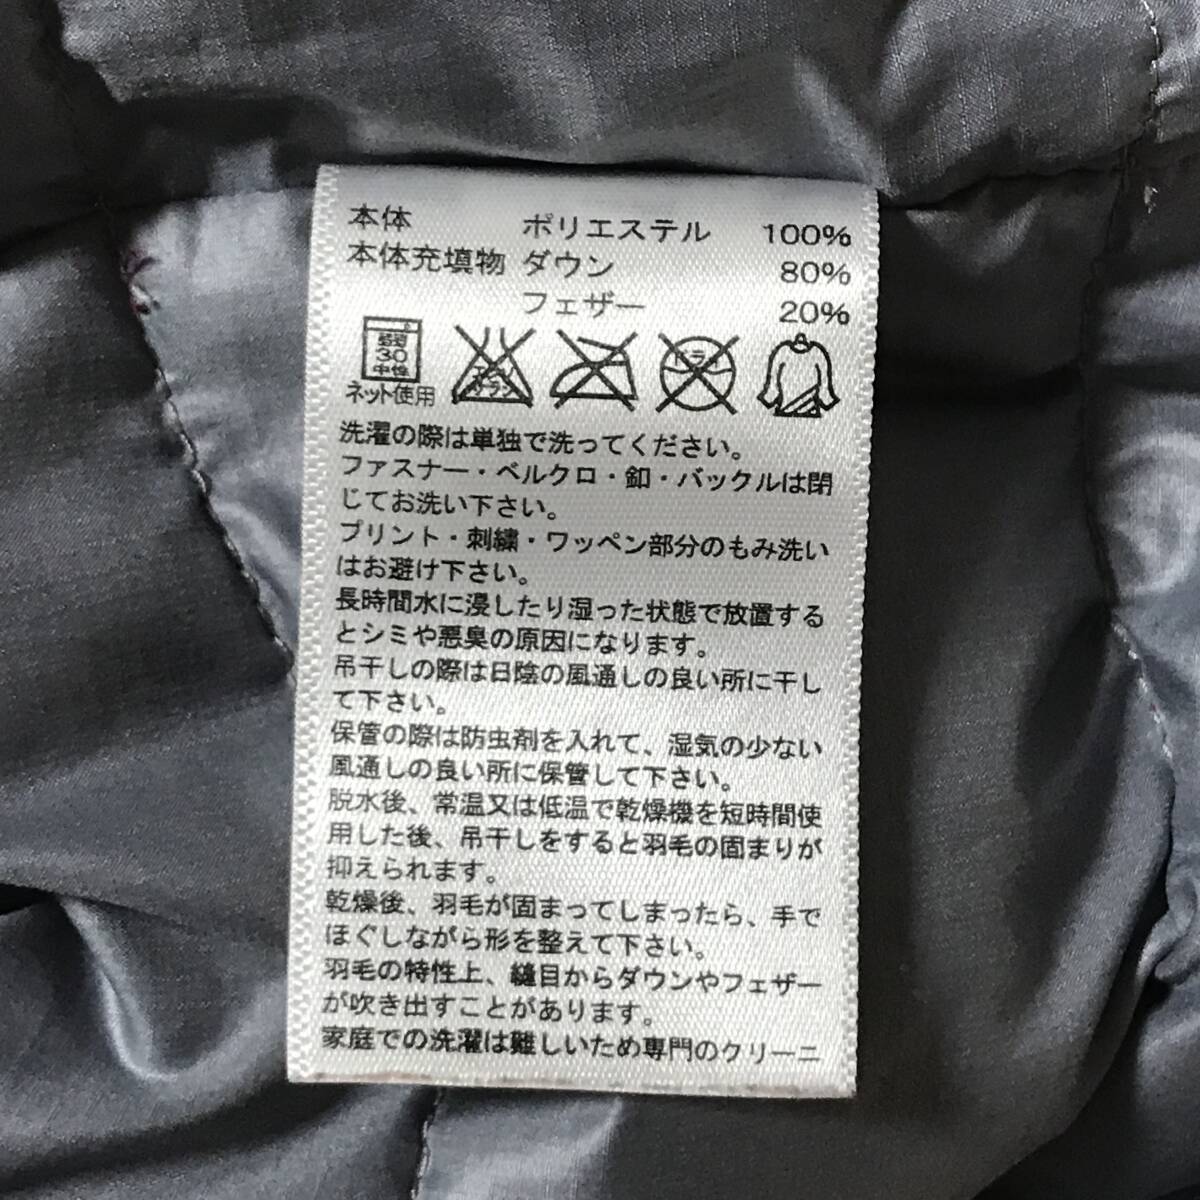 本体 ポリエステル 100%
本体充填物 ダウン 80%
フェザー 20%
30
中性
ネット使用
エンソ
サラシ
ドライ
洗濯の際は単独で洗ってください。
ファスナー・ベルクロ・釦・バックルは閉
じてお洗い下さい。
プリント・刺繍・ワッペン部分のもみ洗い
はお避け下さい。
長時間水に浸したり湿った状態で放置する
とシミや悪臭の原因になります。
吊干しの際は日陰の風通しの良い所に干し
て下さい。
保管の際は防虫剤を入れて、湿気の少ない
風通しの良い所に保管して下さい。
脱水後、常温又は低温で乾燥機を短時間使
用した後、吊干しをすると羽毛の固まりが
抑えられます。
乾燥後、羽毛が固まってしまったら、手で
ほぐしながら形を整えて下さい。
羽毛の特性上、縫目からダウンやフェザー
が吹き出すことがあります。
家庭での洗濯は難しいため専門のクリーニ